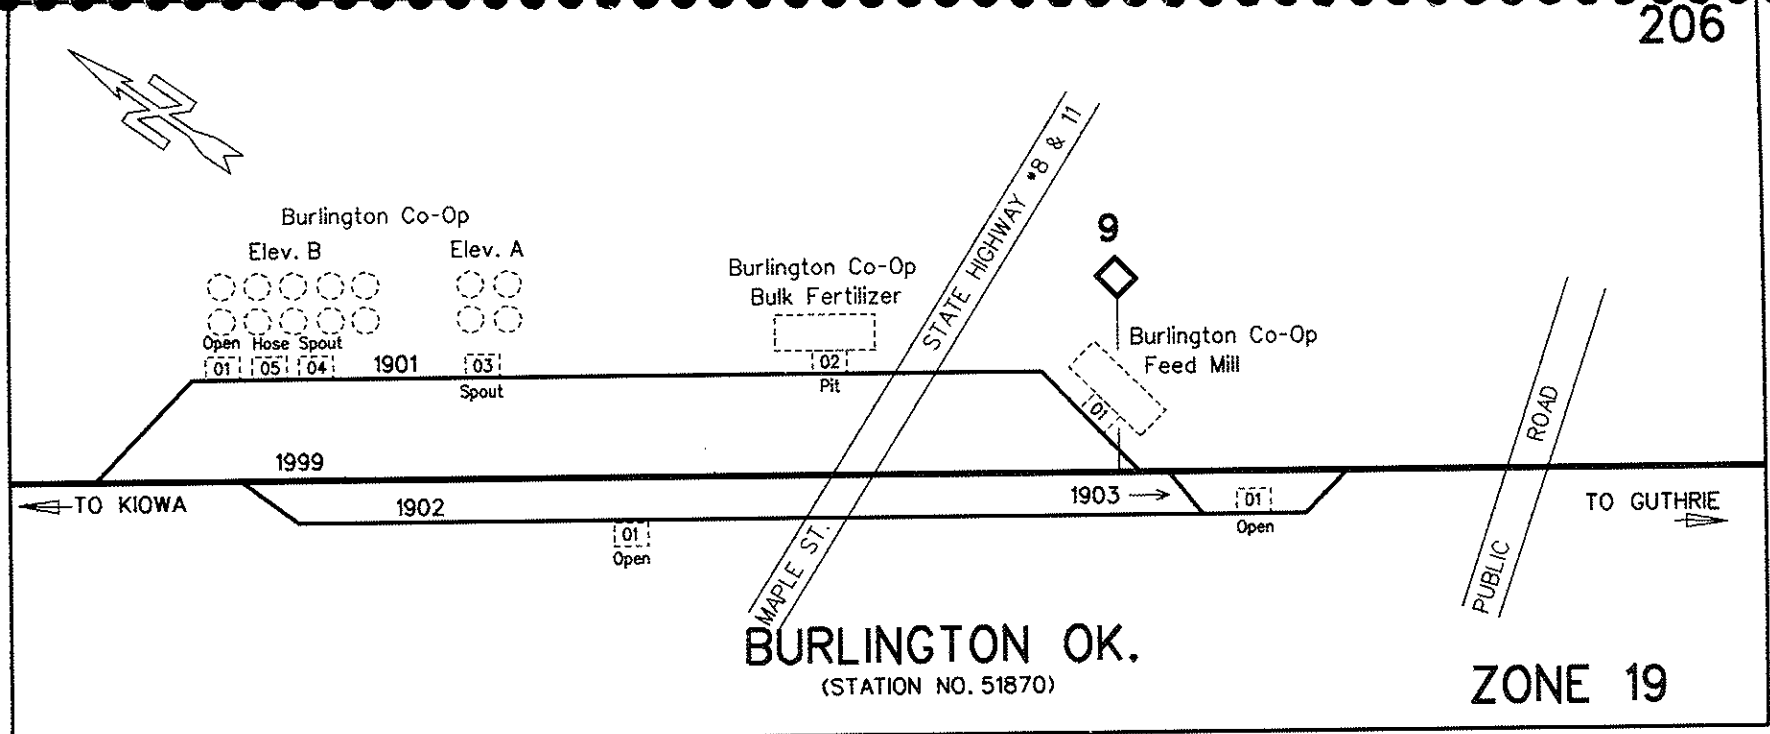 206
N
Burlington Co-Op
Elev. B
Elev. A
Open Hose Spout
01 05 04
1901
03
Spout
Burlington Co-Op
Bulk Fertilizer
02
Pit
STATE HIGHWAY #8 & 11
9
Burlington Co-Op
Feed Mill
01
PUBLIC ROAD
1999
TO KIOWA
1902
01
Open
MAPLE ST.
1903
01
Open
TO GUTHRIE
BURLINGTON OK.
(STATION NO. 51870)
ZONE 19